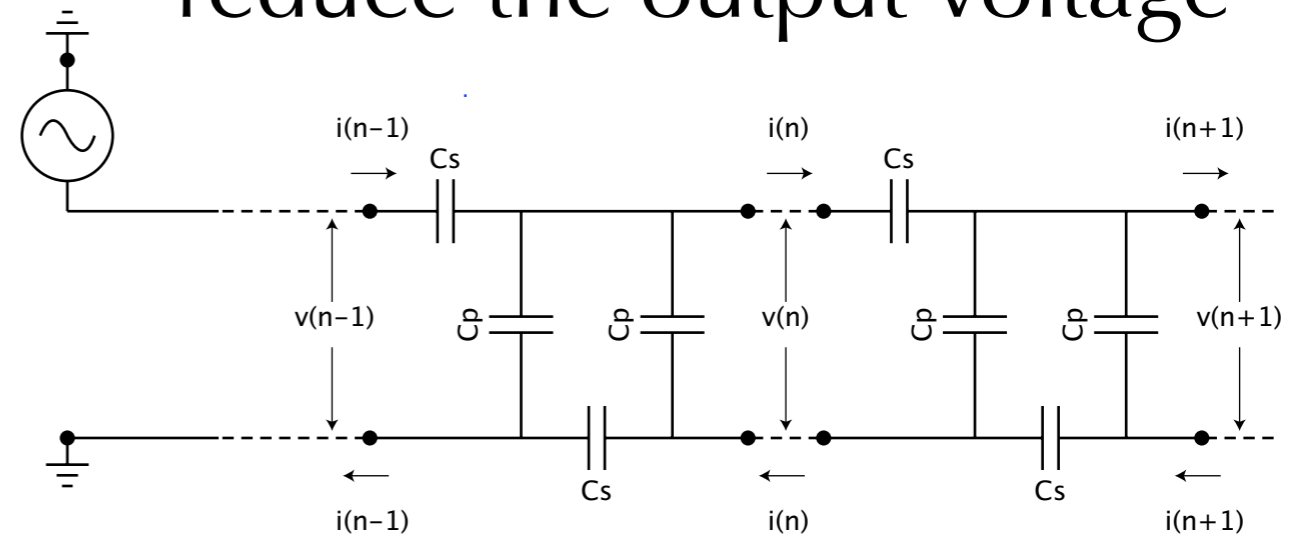 reduce the output voltage
i(n-1) i(n) i(n+1)
Cs Cs
v(n-1) Cp Cp v(n) Cp Cp v(n+1)
Cs Cs
i(n-1) i(n) i(n+1)